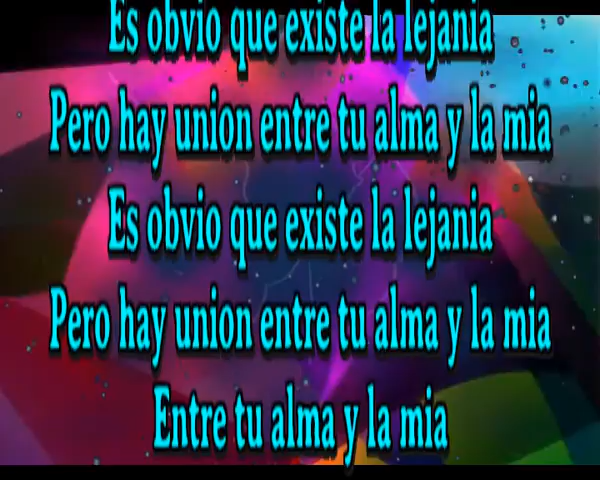 Es obvio que existe la lejania
Pero hay union entre tu alma y la mia
Es obvio que existe la lejania
Pero hay union entre tu alma y la mia
Entre tu alma y la mia